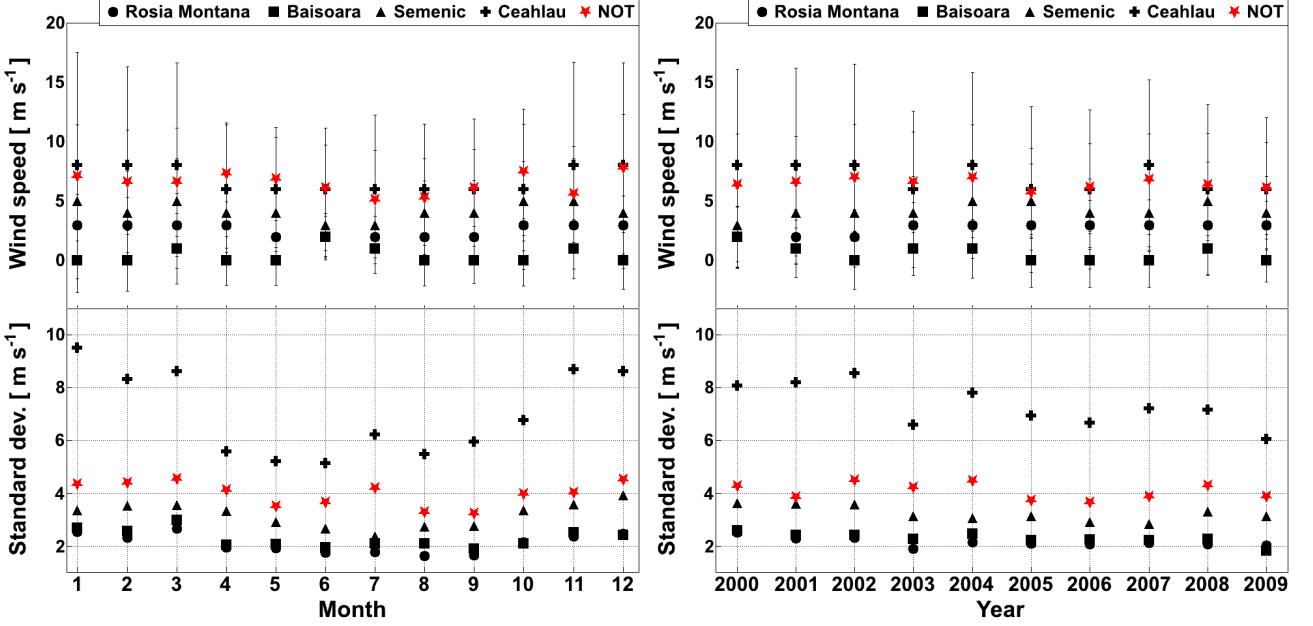 Rosia Montana Baisoara Semenic Ceahlau NOT
Wind speed [ m s⁻¹ ]
20
15
10
5
0
Standard dev. [ m s⁻¹ ]
10
8
6
4
2
1 2 3 4 5 6 7 8 9 10 11 12
Month
Rosia Montana Baisoara Semenic Ceahlau NOT
Wind speed [ m s⁻¹ ]
20
15
10
5
0
Standard dev. [ m s⁻¹ ]
10
8
6
4
2
2000 2001 2002 2003 2004 2005 2006 2007 2008 2009
Year